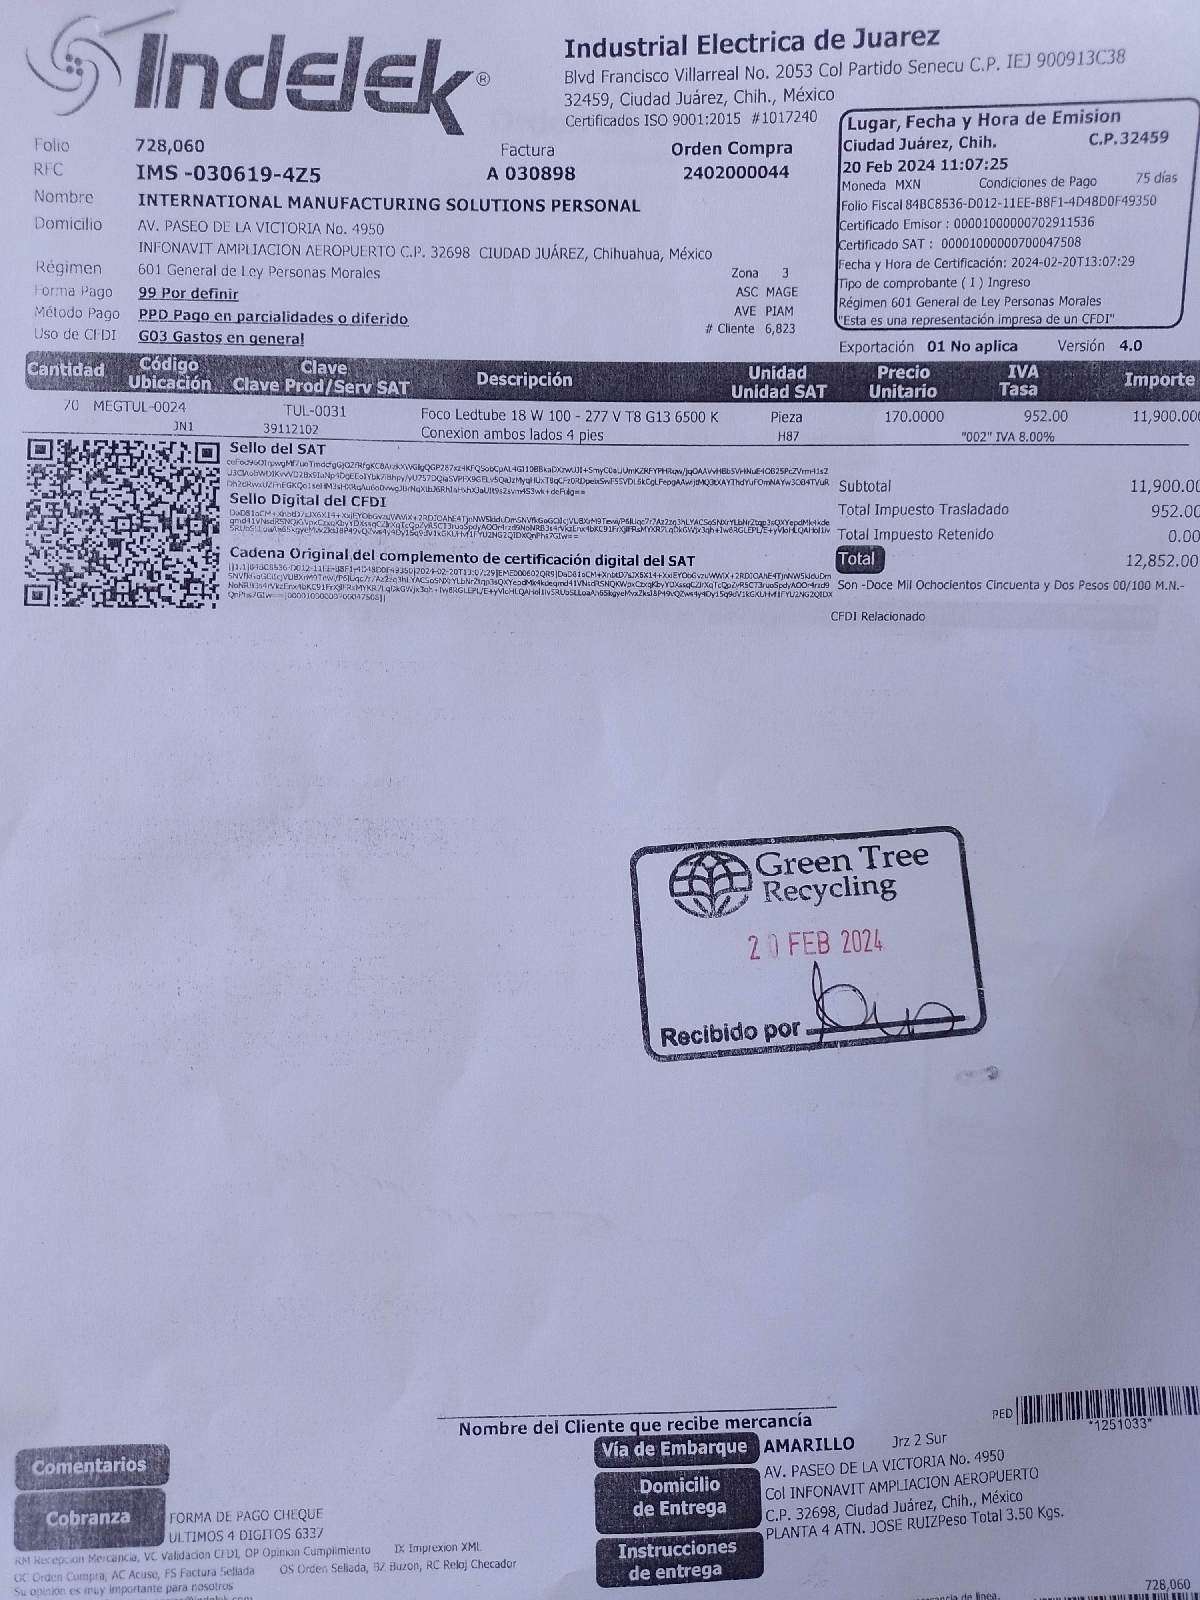 Indelek®
Industrial Electrica de Juarez
Blvd Francisco Villarreal No. 2053 Col Partido Senecu C.P. IEJ 900913C38
32459, Ciudad Juárez, Chih., México
Certificados ISO 9001:2015 #1017240
Lugar, Fecha y Hora de Emision
Ciudad Juárez, Chih. C.P.32459
20 Feb 2024 11:07:25
Moneda MXN Condiciones de Pago 75 días
Folio Fiscal 84BC8536-D012-11EE-B8F1-4D48D0F49350
Certificado Emisor : 00001000000702911536
Certificado SAT : 00001000000700047508
Fecha y Hora de Certificación: 2024-02-20T13:07:29
Tipo de comprobante ( I ) Ingreso
Régimen 601 General de Ley Personas Morales
"Esta es una representación impresa de un CFDI"
Exportación 01 No aplica Versión 4.0
Folio 728,060 Factura Orden Compra
RFC IMS -030619-4Z5 A 030898 2402000044
Nombre INTERNATIONAL MANUFACTURING SOLUTIONS PERSONAL
Domicilio AV. PASEO DE LA VICTORIA No. 4950
INFONAVIT AMPLIACION AEROPUERTO C.P. 32698 CIUDAD JUÁREZ, Chihuahua, México
Régimen 601 General de Ley Personas Morales Zona 3
Forma Pago 99 Por definir ASC MAGE
Método Pago PPD Pago en parcialidades o diferido AVE PIAM
Uso de CFDI G03 Gastos en general # Cliente 6,823
Cantidad Código Ubicación Clave Clave Prod/Serv SAT Descripción Unidad Unidad SAT Precio Unitario IVA Tasa Importe
70 MEGTUL-0024 TUL-0031 Foco Ledtube 18 W 100 - 277 V T8 G13 6500 K Pieza 170.0000 952.00 11,900.00
JN1 39112102 Conexion ambos lados 4 pies H87 "002" IVA 8.00%
Sello del SAT
Sello Digital del CFDI
Cadena Original del complemento de certificación digital del SAT
Subtotal 11,900.00
Total Impuesto Trasladado 952.00
Total Impuesto Retenido 0.00
Total 12,852.00
Son -Doce Mil Ochocientos Cincuenta y Dos Pesos 00/100 M.N.-
CFDI Relacionado
Green Tree
Recycling
20 FEB 2024
Recibido por
Nombre del Cliente que recibe mercancía
PED *1251033*
Vía de Embarque AMARILLO Jrz 2 Sur
Domicilio de Entrega AV. PASEO DE LA VICTORIA No. 4950
Col INFONAVIT AMPLIACION AEROPUERTO
C.P. 32698, Ciudad Juárez, Chih., México
PLANTA 4 ATN. JOSE RUIZPeso Total 3.50 Kgs.
Instrucciones de entrega
Comentarios
Cobranza FORMA DE PAGO CHEQUE
ULTIMOS 4 DIGITOS 6337
RM Recepcion Mercancia, VC Validacion CFDI, OP Opinion Cumplimiento IX Impresion XML
OC Orden Compra, AC Acuse, FS Factura Sellada OS Orden Sellada, BZ Buzon, RC Reloj Checador
Su opinión es muy importante para nosotros
728,060